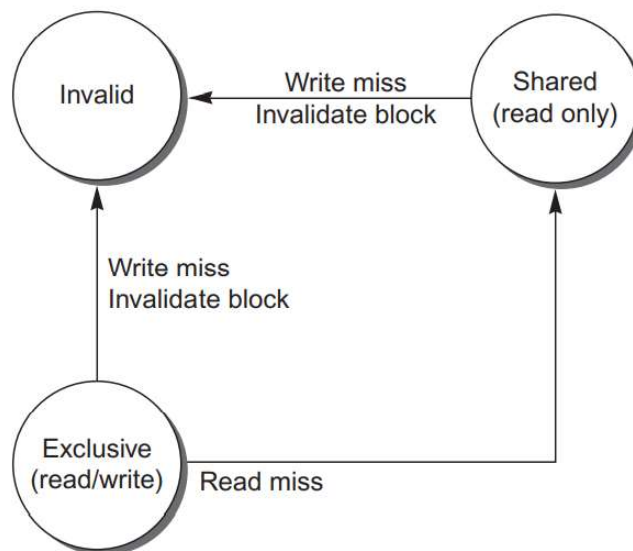 Invalid
Write miss
Invalidate block
Shared
(read only)
Write miss
Invalidate block
Exclusive
(read/write)
Read miss